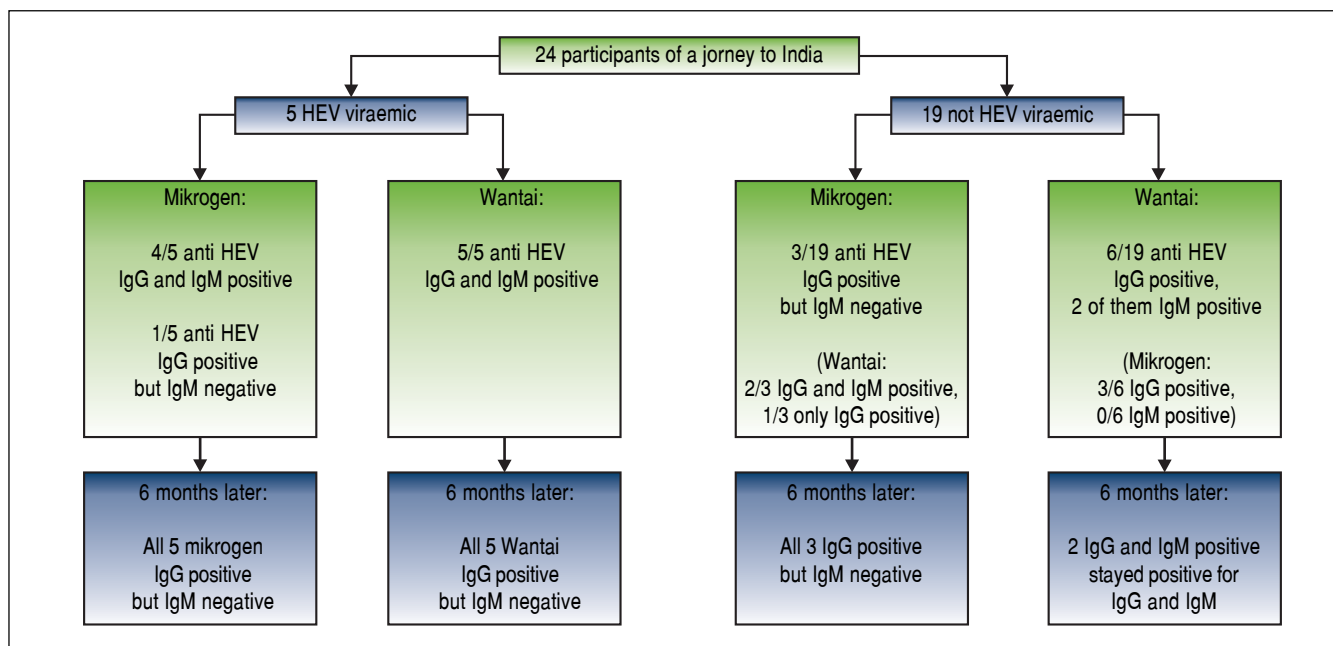 24 participants of a jorney to India
5 HEV viraemic
19 not HEV viraemic
Mikrogen:
4/5 anti HEV
IgG and IgM positive
1/5 anti HEV
IgG positive
but IgM negative
Wantai:
5/5 anti HEV
IgG and IgM positive
Mikrogen:
3/19 anti HEV
IgG positive
but IgM negative
(Wantai:
2/3 IgG and IgM positive,
1/3 only IgG positive)
Wantai:
6/19 anti HEV
IgG positive,
2 of them IgM positive
(Mikrogen:
3/6 IgG positive,
0/6 IgM positive)
6 months later:
All 5 mikrogen
IgG positive
but IgM negative
6 months later:
All 5 Wantai
IgG positive
but IgM negative
6 months later:
All 3 IgG positive
but IgM negative
6 months later:
2 IgG and IgM positive
stayed positive for
IgG and IgM